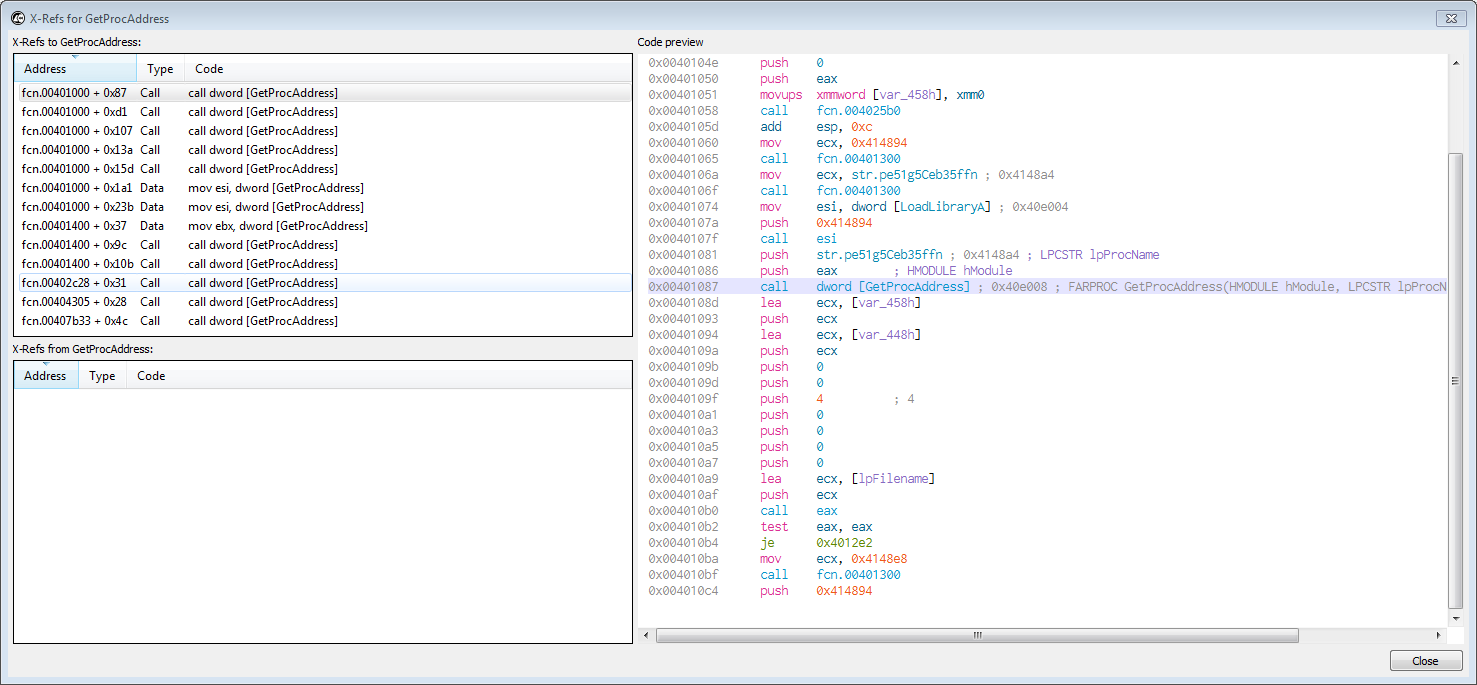 X-Refs for GetProcAddress
X-Refs to GetProcAddress:
Address Type Code
fcn.00401000 + 0x87 Call call dword [GetProcAddress]
fcn.00401000 + 0xd1 Call call dword [GetProcAddress]
fcn.00401000 + 0x107 Call call dword [GetProcAddress]
fcn.00401000 + 0x13a Call call dword [GetProcAddress]
fcn.00401000 + 0x15d Call call dword [GetProcAddress]
fcn.00401000 + 0x1a1 Data mov esi, dword [GetProcAddress]
fcn.00401000 + 0x23b Data mov esi, dword [GetProcAddress]
fcn.00401400 + 0x37 Data mov ebx, dword [GetProcAddress]
fcn.00401400 + 0x9c Call call dword [GetProcAddress]
fcn.00401400 + 0x10b Call call dword [GetProcAddress]
fcn.00402c28 + 0x31 Call call dword [GetProcAddress]
fcn.00404305 + 0x28 Call call dword [GetProcAddress]
fcn.00407b33 + 0x4c Call call dword [GetProcAddress]
X-Refs from GetProcAddress:
Address Type Code
Code preview
0x0040104e push 0
0x00401050 push eax
0x00401051 movups xmmword [var_458h], xmm0
0x00401058 call fcn.004025b0
0x0040105d add esp, 0xc
0x00401060 mov ecx, 0x414894
0x00401065 call fcn.00401300
0x0040106a mov ecx, str.pe51g5Ceb35ffn ; 0x4148a4
0x0040106f call fcn.00401300
0x00401074 mov esi, dword [LoadLibraryA] ; 0x40e004
0x0040107a push 0x414894
0x0040107f call esi
0x00401081 push str.pe51g5Ceb35ffn ; 0x4148a4 ; LPCSTR lpProcName
0x00401086 push eax ; HMODULE hModule
0x00401087 call dword [GetProcAddress] ; 0x40e008 ; FARPROC GetProcAddress(HMODULE hModule, LPCSTR lpProcN
0x0040108d lea ecx, [var_458h]
0x00401093 push ecx
0x00401094 lea ecx, [var_448h]
0x0040109a push ecx
0x0040109b push 0
0x0040109d push 0
0x0040109f push 4 ; 4
0x004010a1 push 0
0x004010a3 push 0
0x004010a5 push 0
0x004010a7 push 0
0x004010a9 lea ecx, [lpFilename]
0x004010af push ecx
0x004010b0 call eax
0x004010b2 test eax, eax
0x004010b4 je 0x4012e2
0x004010ba mov ecx, 0x4148e8
0x004010bf call fcn.00401300
0x004010c4 push 0x414894
Close